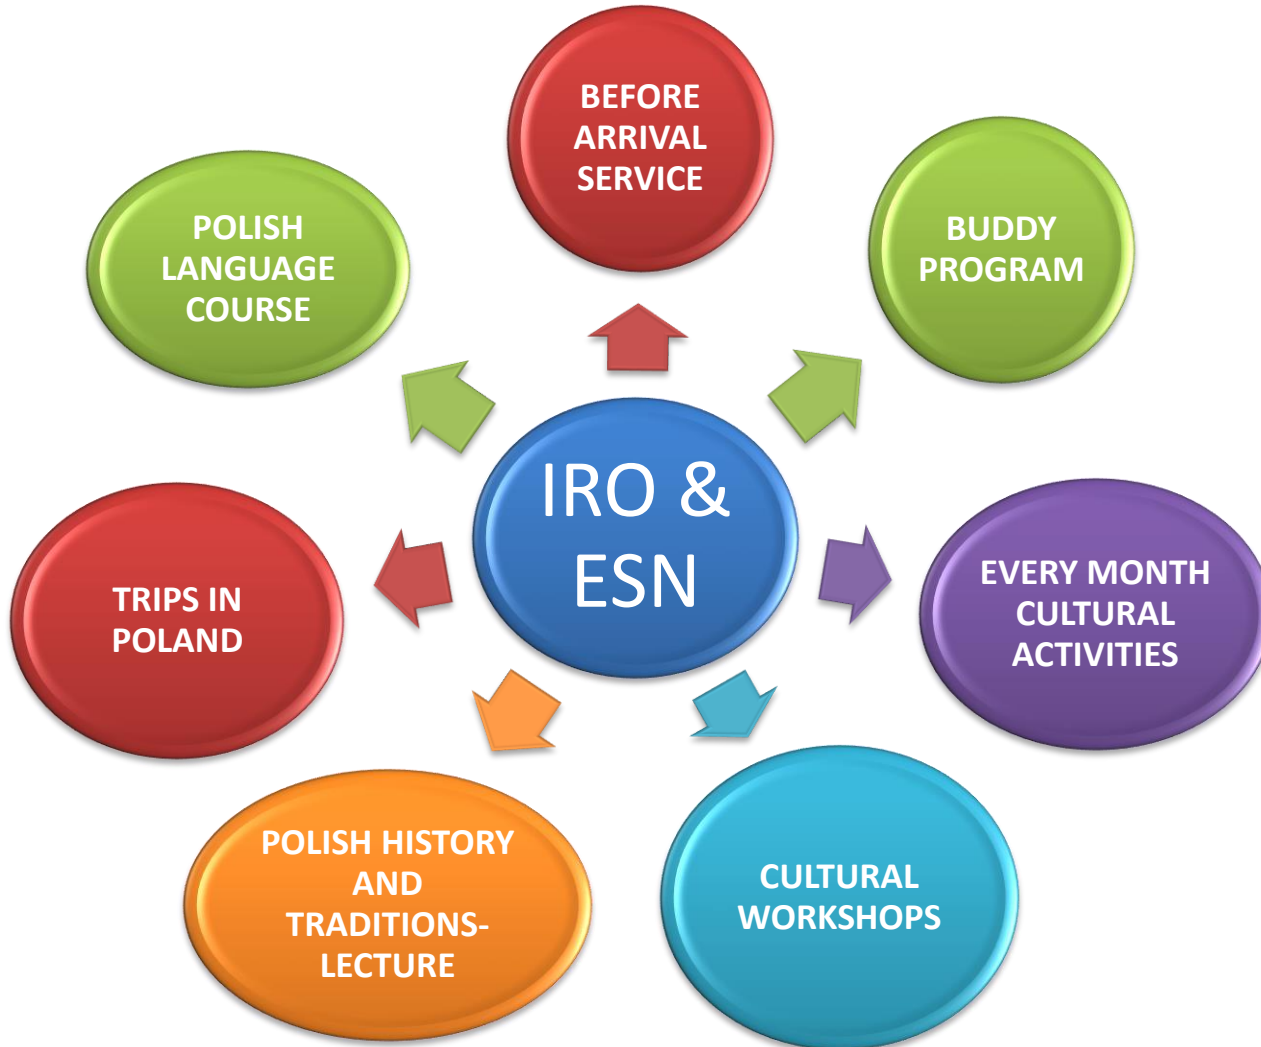 BEFORE
ARRIVAL
SERVICE
BUDDY
PROGRAM
EVERY MONTH
CULTURAL
ACTIVITIES
CULTURAL
WORKSHOPS
POLISH HISTORY
AND
TRADITIONS-
LECTURE
TRIPS IN
POLAND
POLISH
LANGUAGE
COURSE
IRO &
ESN